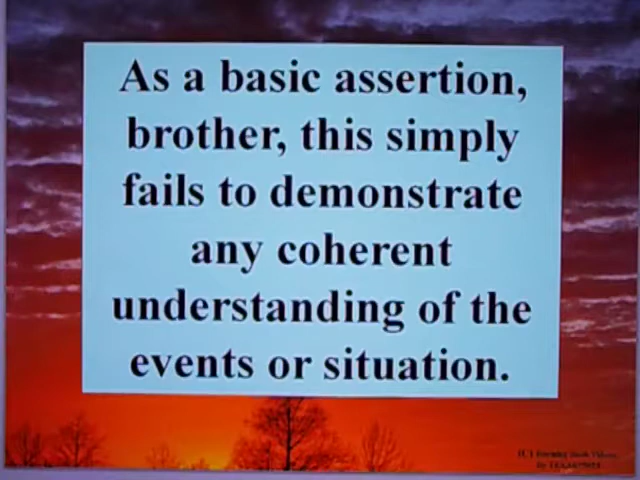 As a basic assertion,
brother, this simply
fails to demonstrate
any coherent
understanding of the
events or situation.